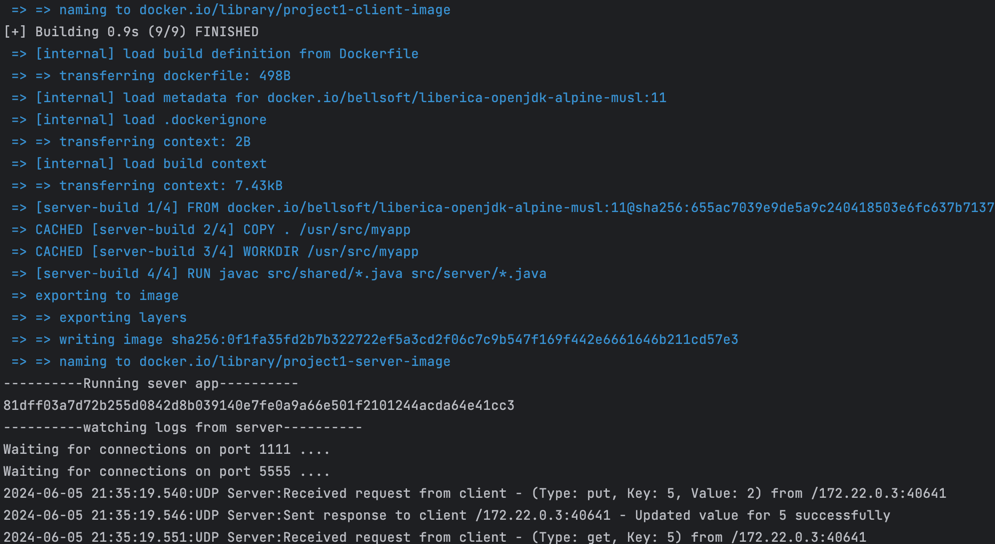 => => naming to docker.io/library/project1-client-image
[+] Building 0.9s (9/9) FINISHED
=> [internal] load build definition from Dockerfile
=> => transferring dockerfile: 498B
=> [internal] load metadata for docker.io/bellsoft/liberica-openjdk-alpine-musl:11
=> [internal] load .dockerignore
=> => transferring context: 2B
=> [internal] load build context
=> => transferring context: 7.43kB
=> [server-build 1/4] FROM docker.io/bellsoft/liberica-openjdk-alpine-musl:11@sha256:655ac7039e9de5a9c240418503e6fc637b7137
=> CACHED [server-build 2/4] COPY . /usr/src/myapp
=> CACHED [server-build 3/4] WORKDIR /usr/src/myapp
=> [server-build 4/4] RUN javac src/shared/*.java src/server/*.java
=> exporting to image
=> => exporting layers
=> => writing image sha256:0f1fa35fd2b7b322722ef5a3cd2f06c7c9b547f169f442e6661646b211cd57e3
=> => naming to docker.io/library/project1-server-image
----------Running sever app----------
81dff03a7d72b255d0842d8b039140e7fe0a9a66e501f2101244acda64e41cc3
----------watching logs from server----------
Waiting for connections on port 1111 ....
Waiting for connections on port 5555 ....
2024-06-05 21:35:19.540:UDP Server:Received request from client - (Type: put, Key: 5, Value: 2) from /172.22.0.3:40641
2024-06-05 21:35:19.546:UDP Server:Sent response to client /172.22.0.3:40641 - Updated value for 5 successfully
2024-06-05 21:35:19.551:UDP Server:Received request from client - (Type: get, Key: 5) from /172.22.0.3:40641